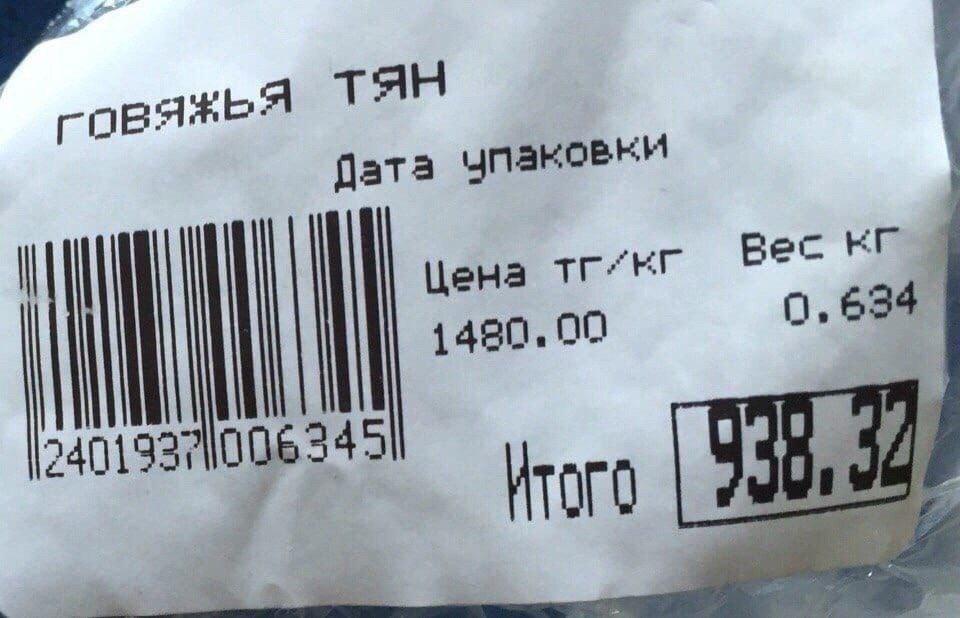 говяжья тян
Дата упаковки
Цена тг/кг Вес кг
1480.00 0.634
2401937006345
Итого 938.32